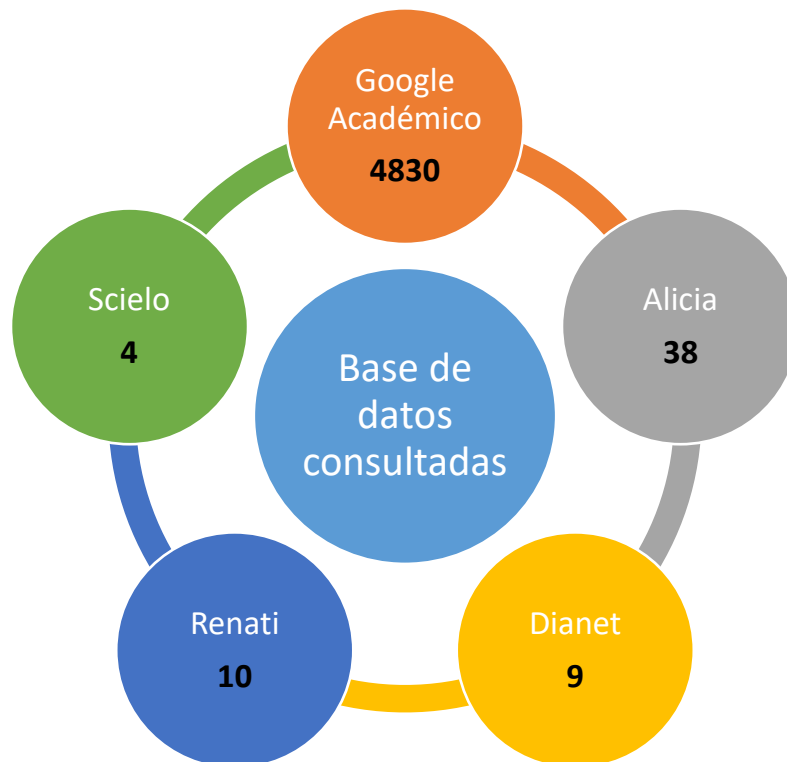 Google
Académico
4830
Scielo
4
Alicia
38
Base de
datos
consultadas
Renati
10
Dianet
9